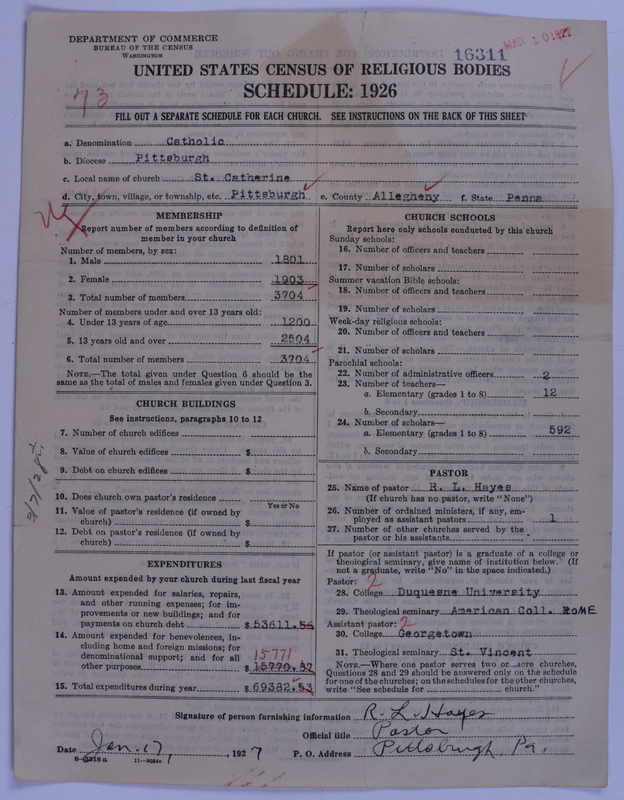 DEPARTMENT OF COMMERCE
BUREAU OF THE CENSUS
WASHINGTON
16311
MAR 10 1927
UNITED STATES CENSUS OF RELIGIOUS BODIES
SCHEDULE: 1926
73
FILL OUT A SEPARATE SCHEDULE FOR EACH CHURCH. SEE INSTRUCTIONS ON THE BACK OF THIS SHEET
a. Denomination Catholic
b. Diocese Pittsburgh
c. Local name of church St. Catherine
d. City, town, village, or township, etc. Pittsburgh e. County Allegheny f. State Penna
MEMBERSHIP
Report number of members according to definition of
member in your church
Number of members, by sex:
1. Male 1801
2. Female 1903
3. Total number of members 3704
Number of members under and over 13 years old:
4. Under 13 years of age 1200
5. 13 years old and over 2504
6. Total number of members 3704
NOTE.—The total given under Question 6 should be the
same as the total of males and females given under Question 3.
CHURCH BUILDINGS
See instructions, paragraphs 10 to 12
7. Number of church edifices
8. Value of church edifices $
9. Debt on church edifices $
10. Does church own pastor's residence
Yes or No
11. Value of pastor's residence (if owned by
church) $
12. Debt on pastor's residence (if owned by
church) $
EXPENDITURES
Amount expended by your church during last fiscal year
13. Amount expended for salaries, repairs,
and other running expenses; for im-
provements or new buildings; and for
payments on church debt $ 53611.56
14. Amount expended for benevolences, in-
cluding home and foreign missions; for
denominational support; and for all 15771
other purposes $ 15770.97
15. Total expenditures during year $ 69382.53
CHURCH SCHOOLS
Report here only schools conducted by this church
Sunday schools:
16. Number of officers and teachers
17. Number of scholars
Summer vacation Bible schools:
18. Number of officers and teachers
19. Number of scholars
Week-day religious schools:
20. Number of officers and teachers
21. Number of scholars
Parochial schools:
22. Number of administrative officers 2
23. Number of teachers—
a. Elementary (grades 1 to 8) 12
b. Secondary
24. Number of scholars—
a. Elementary (grades 1 to 8) 592
b. Secondary
PASTOR
25. Name of pastor R. L. Hayes
(If church has no pastor, write "None")
26. Number of ordained ministers, if any, em-
ployed as assistant pastors 1
27. Number of other churches served by the
pastor or his assistants
If pastor (or assistant pastor) is a graduate of a college or
theological seminary, give name of institution below. (If
not a graduate, write "No" in the space indicated.)
Pastor: 2
28. College Duquesne University
29. Theological seminary American Coll. ROME
Assistant pastor: 2
30. College Georgetown
31. Theological seminary St. Vincent
NOTE.—Where one pastor serves two or more churches,
Questions 28 and 29 should be answered only on the schedule
for one of the churches; on the schedules for the other churches,
write "See schedule for church."
Signature of person furnishing information R. L. Hayes
Official title Pastor
Date Jan. 17, 1927 P. O. Address Pittsburgh, Pa.